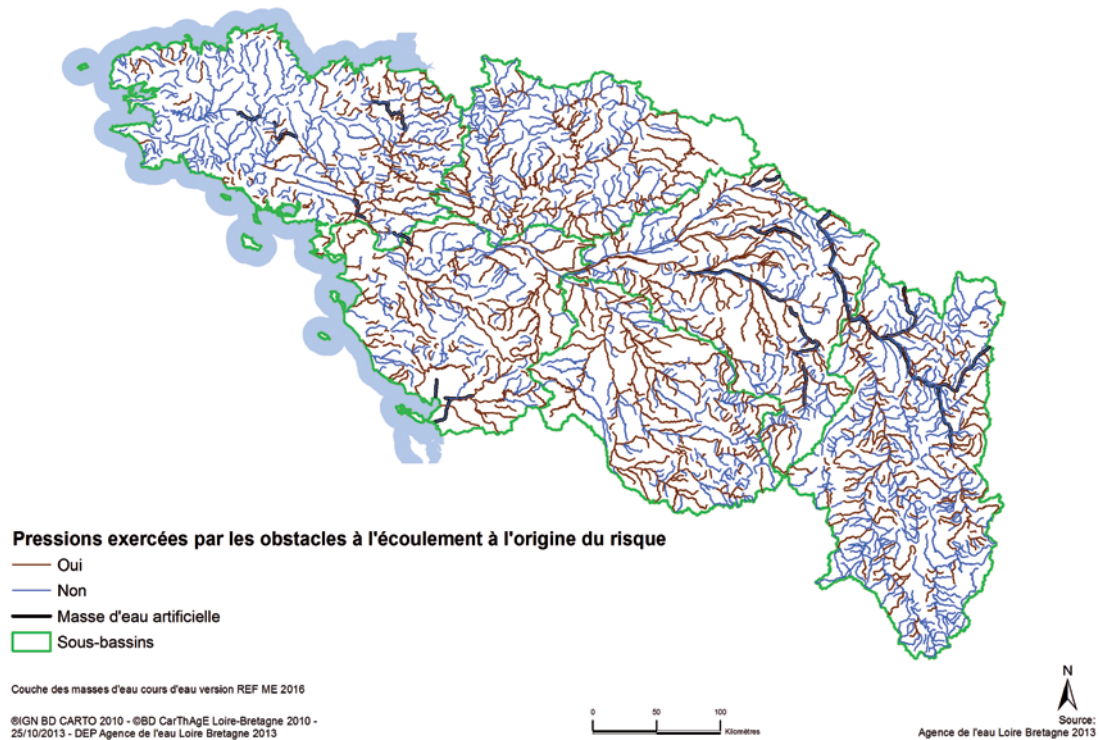 Pressions exercées par les obstacles à l'écoulement à l'origine du risque
Oui
Non
Masse d'eau artificielle
Sous-bassins
Couche des masses d'eau cours d'eau version REF ME 2016
®IGN BD CARTO 2010 - ©BD CarThAgE Loire-Bretagne 2010 -
25/10/2013 - DEP Agence de l'eau Loire Bretagne 2013
0 50 100
Kilomètres
N
Source:
Agence de l'eau Loire Bretagne 2013